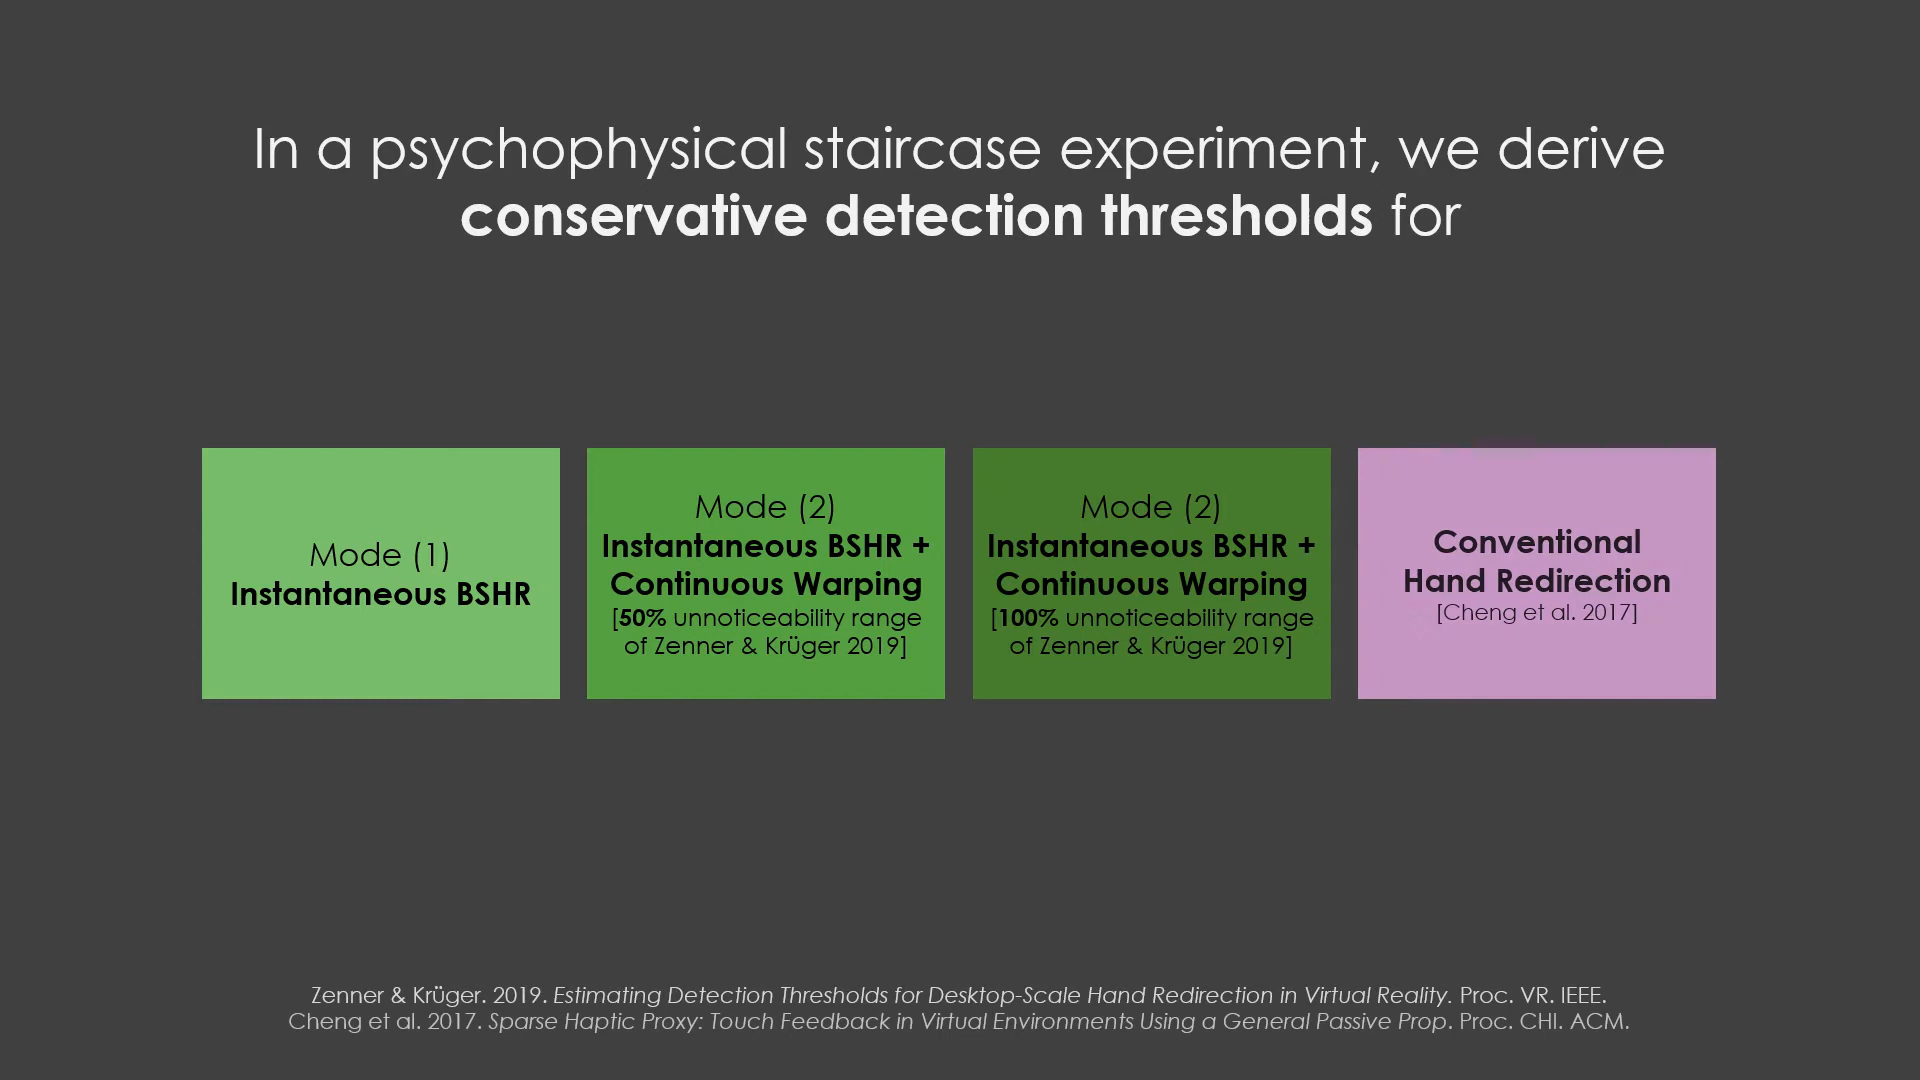 In a psychophysical staircase experiment, we derive
conservative detection thresholds for
Mode (1)
Instantaneous BSHR
Mode (2)
Instantaneous BSHR +
Continuous Warping
[50% unnoticeability range
of Zenner & Krüger 2019]
Mode (2)
Instantaneous BSHR +
Continuous Warping
[100% unnoticeability range
of Zenner & Krüger 2019]
Conventional
Hand Redirection
[Cheng et al. 2017]
Zenner & Krüger. 2019. Estimating Detection Thresholds for Desktop-Scale Hand Redirection in Virtual Reality. Proc. VR. IEEE.
Cheng et al. 2017. Sparse Haptic Proxy: Touch Feedback in Virtual Environments Using a General Passive Prop. Proc. CHI. ACM.